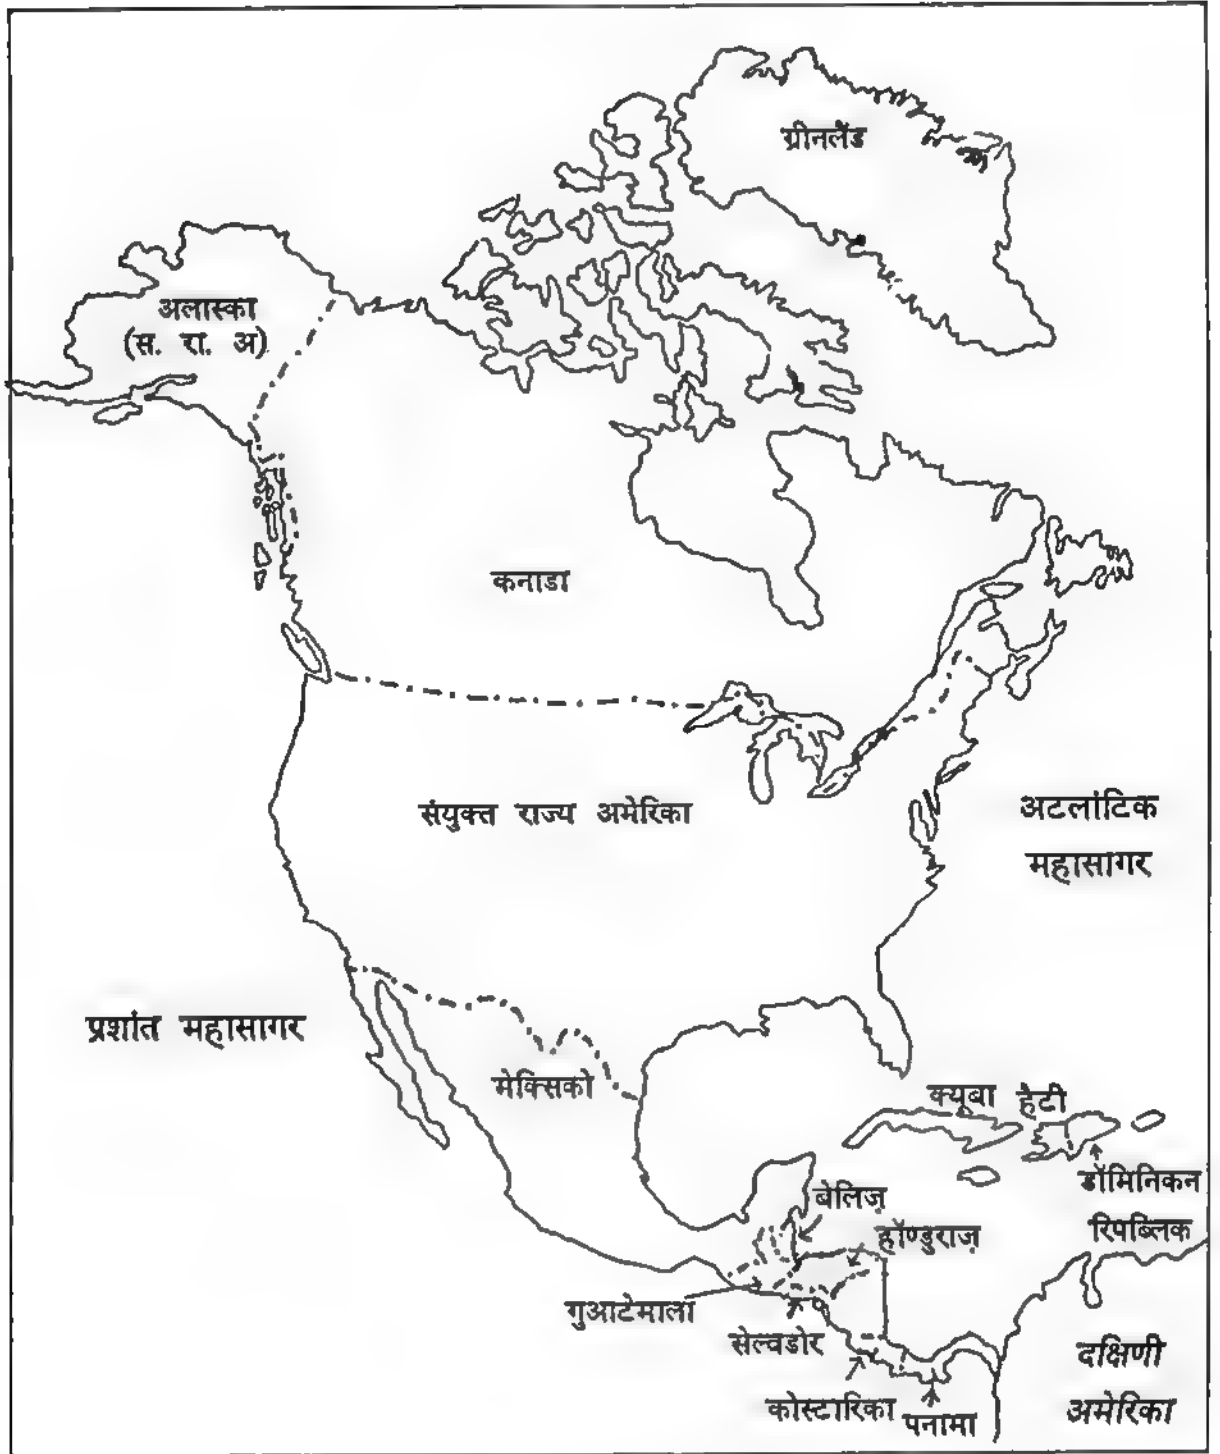 ग्रीनलैंड
अलास्का
(स. रा. अ)
कनाडा
संयुक्त राज्य अमेरिका
अटलांटिक
महासागर
प्रशांत महासागर
मेक्सिको
क्यूबा हैटी
डॉमिनिकन
रिपब्लिक
बेलिज़
हॉण्डुराज़
गुआटेमाला
सेल्वडोर
कोस्टारिका
पनामा
दक्षिणी
अमेरिका